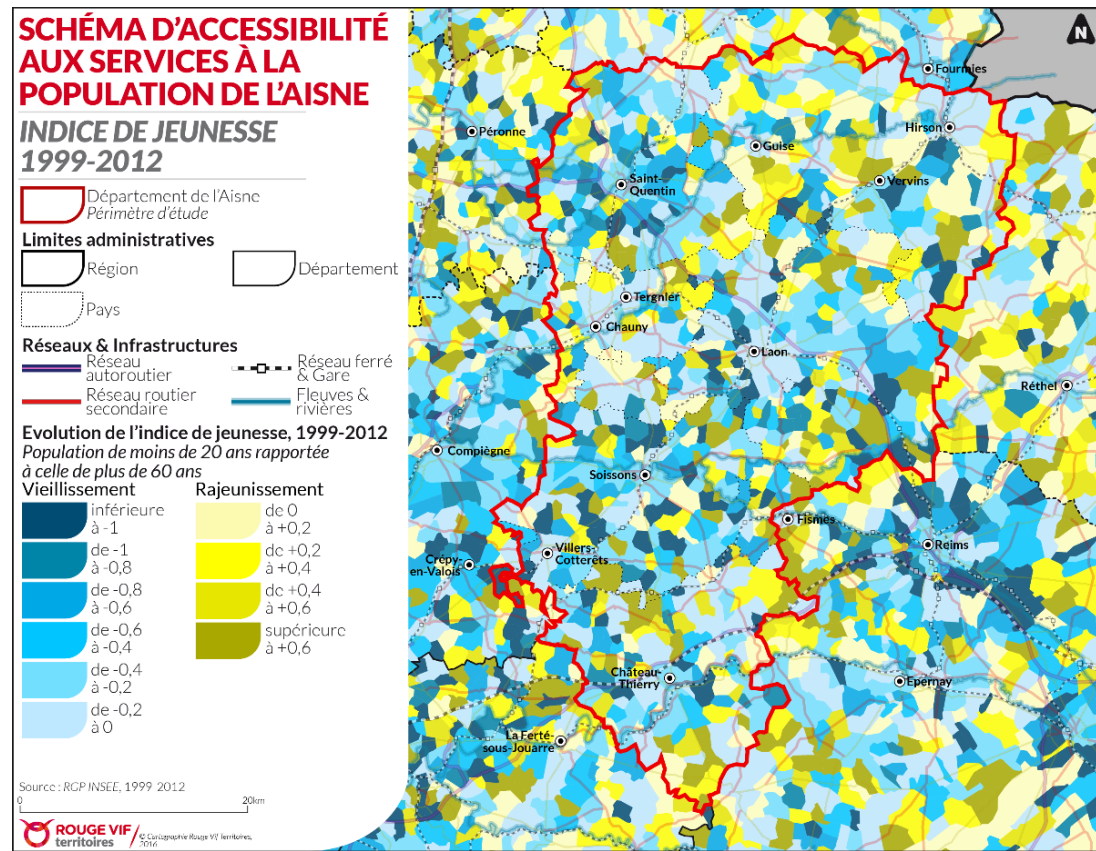 SCHÉMA D'ACCESSIBILITÉ
AUX SERVICES À LA
POPULATION DE L'AISNE
INDICE DE JEUNESSE
1999-2012
Département de l'Aisne
Périmètre d'étude
Limites administratives
Région
Département
Pays
Réseaux & Infrastructures
Réseau
autoroutier
Réseau ferré
& Gare
Réseau routier
secondaire
Fleuves &
rivières
Evolution de l'indice de jeunesse, 1999-2012
Population de moins de 20 ans rapportée
à celle de plus de 60 ans
Vieillissement
Rajeunissement
inférieure
à -1
de -1
à -0,8
de -0,8
à -0,6
de -0,6
à -0,4
de -0,4
à -0,2
de -0,2
à 0
de 0
à +0,2
de +0,2
à +0,4
de +0,4
à +0,6
supérieure
à +0,6
Source : RGP INSEE, 1999 2012
0
20km
ROUGE VIF
territoires
© Cartographie Rouge Vif Territoires,
2016
N
Fourmies
Péronne
Hirson
Guise
Saint-
Quentin
Vervins
Tergnier
Chauny
Laon
Réthel
Compiègne
Soissons
Fismes
Reims
Villers-
Cotterêts
Crépy-
en-Valois
Château-
Thierry
Epernay
La Ferté-
sous-Jouarre